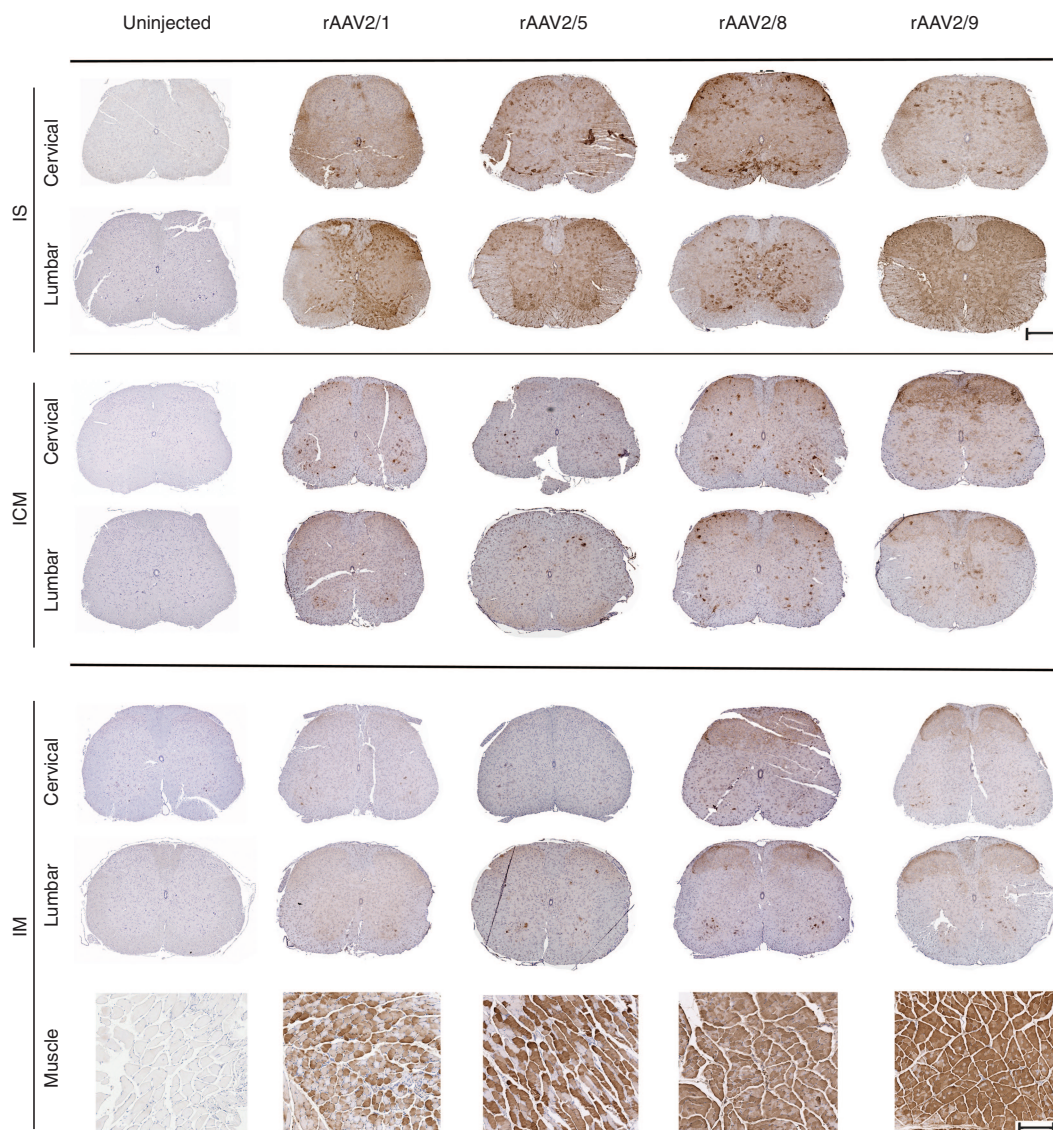 Uninjected rAAV2/1 rAAV2/5 rAAV2/8 rAAV2/9
IS
Cervical
Lumbar
ICM
Cervical
Lumbar
IM
Cervical
Lumbar
Muscle